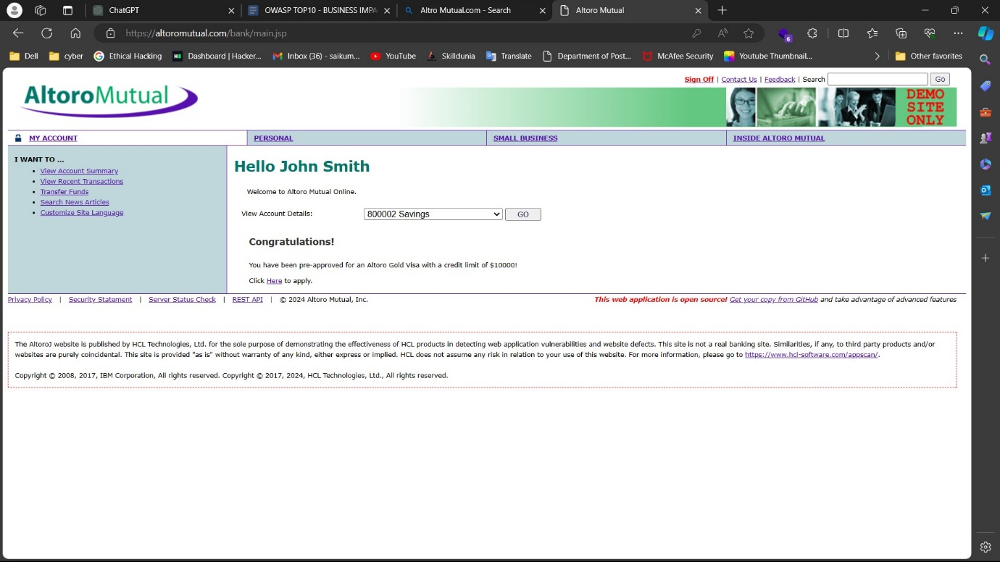 ChatGPT
OWASP TOP10 - BUSINESS IMPA
Altro Mutual.com - Search
Altoro Mutual
https://altoromutual.com/bank/main.jsp
6
Dell
cyber
Ethical Hacking
Dashboard | Hacker...
Inbox (36) - saikum...
YouTube
Skilldunia
Translate
Department of Post...
McAfee Security
Youtube Thumbnail...
Other favorites
Sign Off | Contact Us | Feedback | Search
Go
AltoroMutual
DEMO
SITE
ONLY
MY ACCOUNT
PERSONAL
SMALL BUSINESS
INSIDE ALTORO MUTUAL
I WANT TO ...
• View Account Summary
• View Recent Transactions
• Transfer Funds
• Search News Articles
• Customize Site Language
Hello John Smith
Welcome to Altoro Mutual Online.
View Account Details:
800002 Savings
GO
Congratulations!
You have been pre-approved for an Altoro Gold Visa with a credit limit of $10000!
Click Here to apply.
Privacy Policy | Security Statement | Server Status Check | REST API | © 2024 Altoro Mutual, Inc.
This web application is open source! Get your copy from GitHub and take advantage of advanced features
The AltoroJ website is published by HCL Technologies, Ltd. for the sole purpose of demonstrating the effectiveness of HCL products in detecting web application vulnerabilities and website defects. This site is not a real banking site. Similarities, if any, to third party products and/or
websites are purely coincidental. This site is provided "as is" without warranty of any kind, either express or implied. HCL does not assume any risk in relation to your use of this website. For more information, please go to https://www.hcl-software.com/appscan/.
Copyright © 2008, 2017, IBM Corporation, All rights reserved. Copyright © 2017, 2024, HCL Technologies, Ltd., All rights reserved.